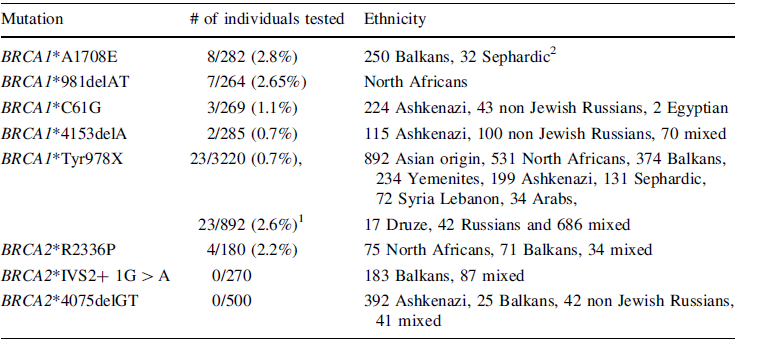 Mutation # of individuals tested Ethnicity
BRCA1*A1708E 8/282 (2.8%) 250 Balkans, 32 Sephardic2
BRCA1*981delAT 7/264 (2.65%) North Africans
BRCA1*C61G 3/269 (1.1%) 224 Ashkenazi, 43 non Jewish Russians, 2 Egyptian
BRCA1*4153delA 2/285 (0.7%) 115 Ashkenazi, 100 non Jewish Russians, 70 mixed
BRCA1*Tyr978X 23/3220 (0.7%), 892 Asian origin, 531 North Africans, 374 Balkans,
234 Yemenites, 199 Ashkenazi, 131 Sephardic,
72 Syria Lebanon, 34 Arabs,
23/892 (2.6%)1 17 Druze, 42 Russians and 686 mixed
BRCA2*R2336P 4/180 (2.2%) 75 North Africans, 71 Balkans, 34 mixed
BRCA2*IVS2+ 1G > A 0/270 183 Balkans, 87 mixed
BRCA2*4075delGT 0/500 392 Ashkenazi, 25 Balkans, 42 non Jewish Russians,
41 mixed